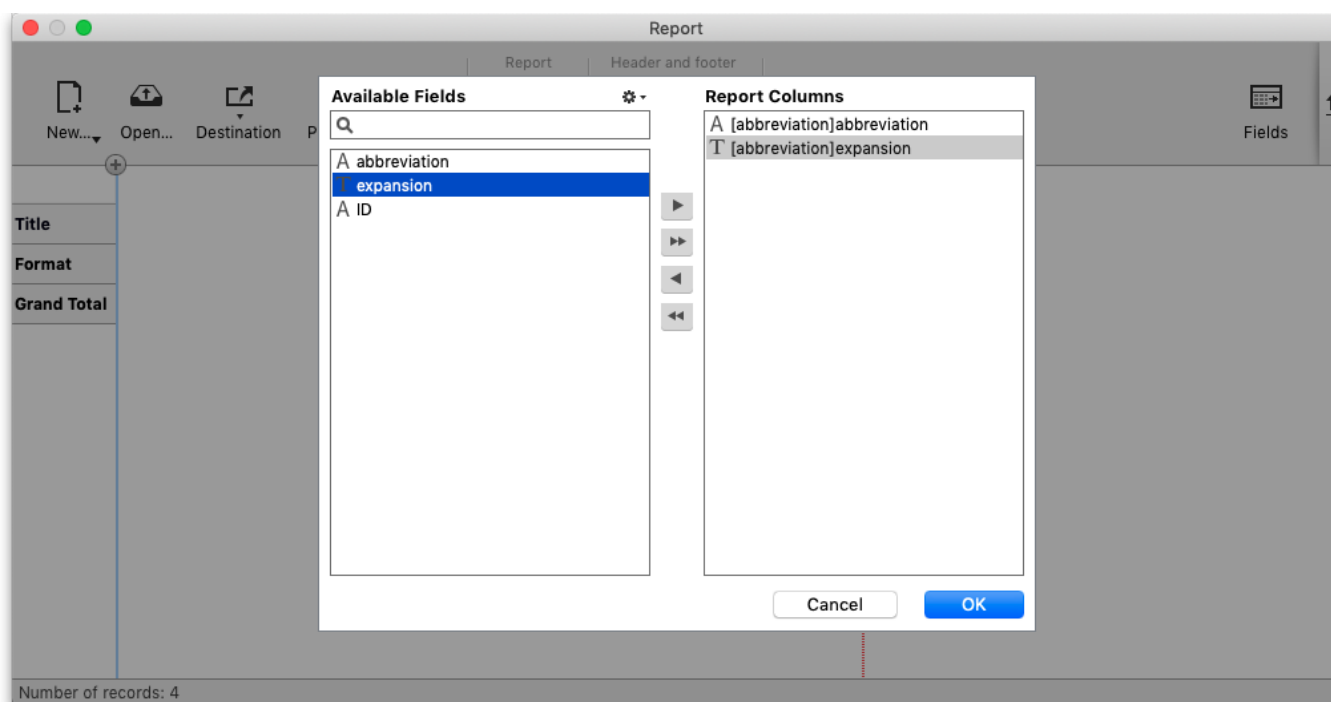 Report
Report
Header and footer
New...
Open...
Destination
P
Fields
Title
Format
Grand Total
Available Fields
A abbreviation
T expansion
A ID
Report Columns
A [abbreviation]abbreviation
T [abbreviation]expansion
Cancel
OK
Number of records: 4